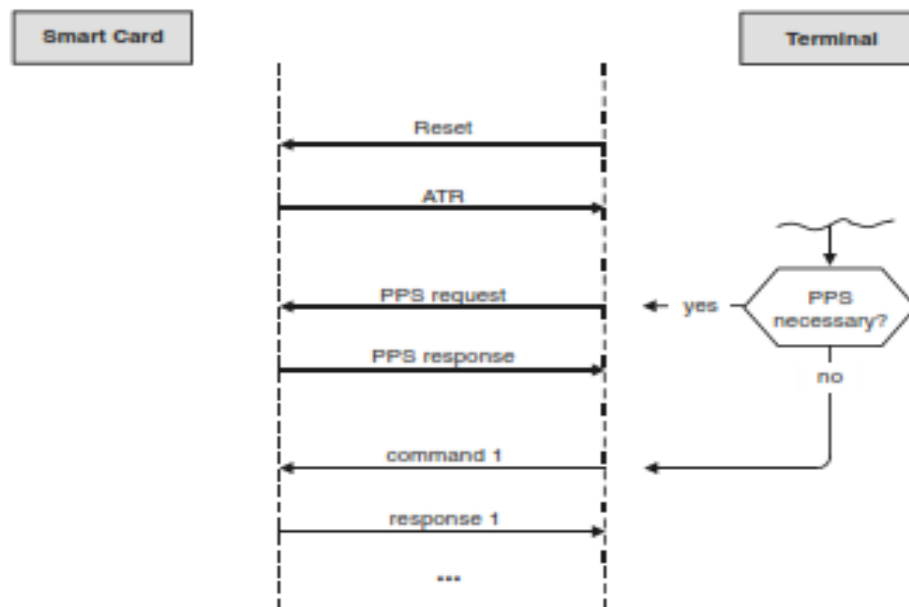 Smart Card
Terminal
Reset
ATR
PPS request
yes
PPS
necessary?
PPS response
no
command 1
response 1
...